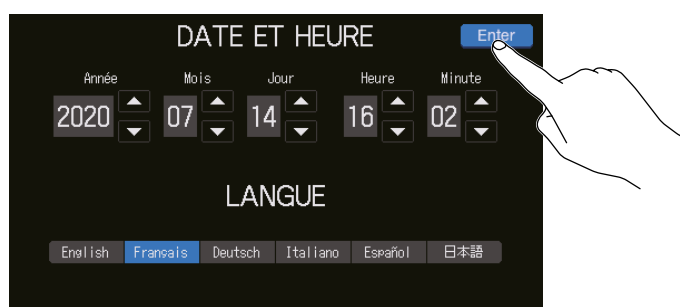 DATE ET HEURE Enter
Année Mois Jour Heure Minute
2020 07 14 16 02
LANGUE
English Français Deutsch Italiano Español 日本語